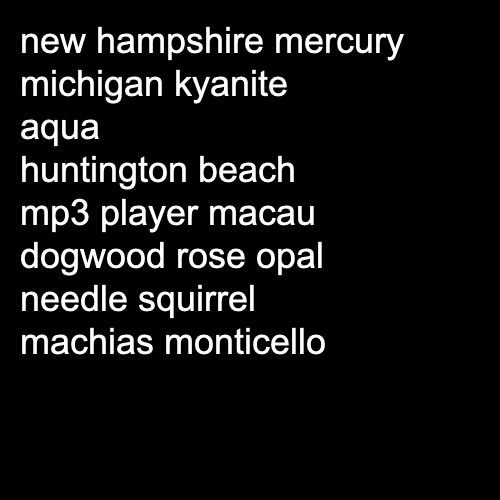 new hampshire mercury
michigan kyanite
aqua
huntington beach
mp3 player macau
dogwood rose opal
needle squirrel
machias monticello